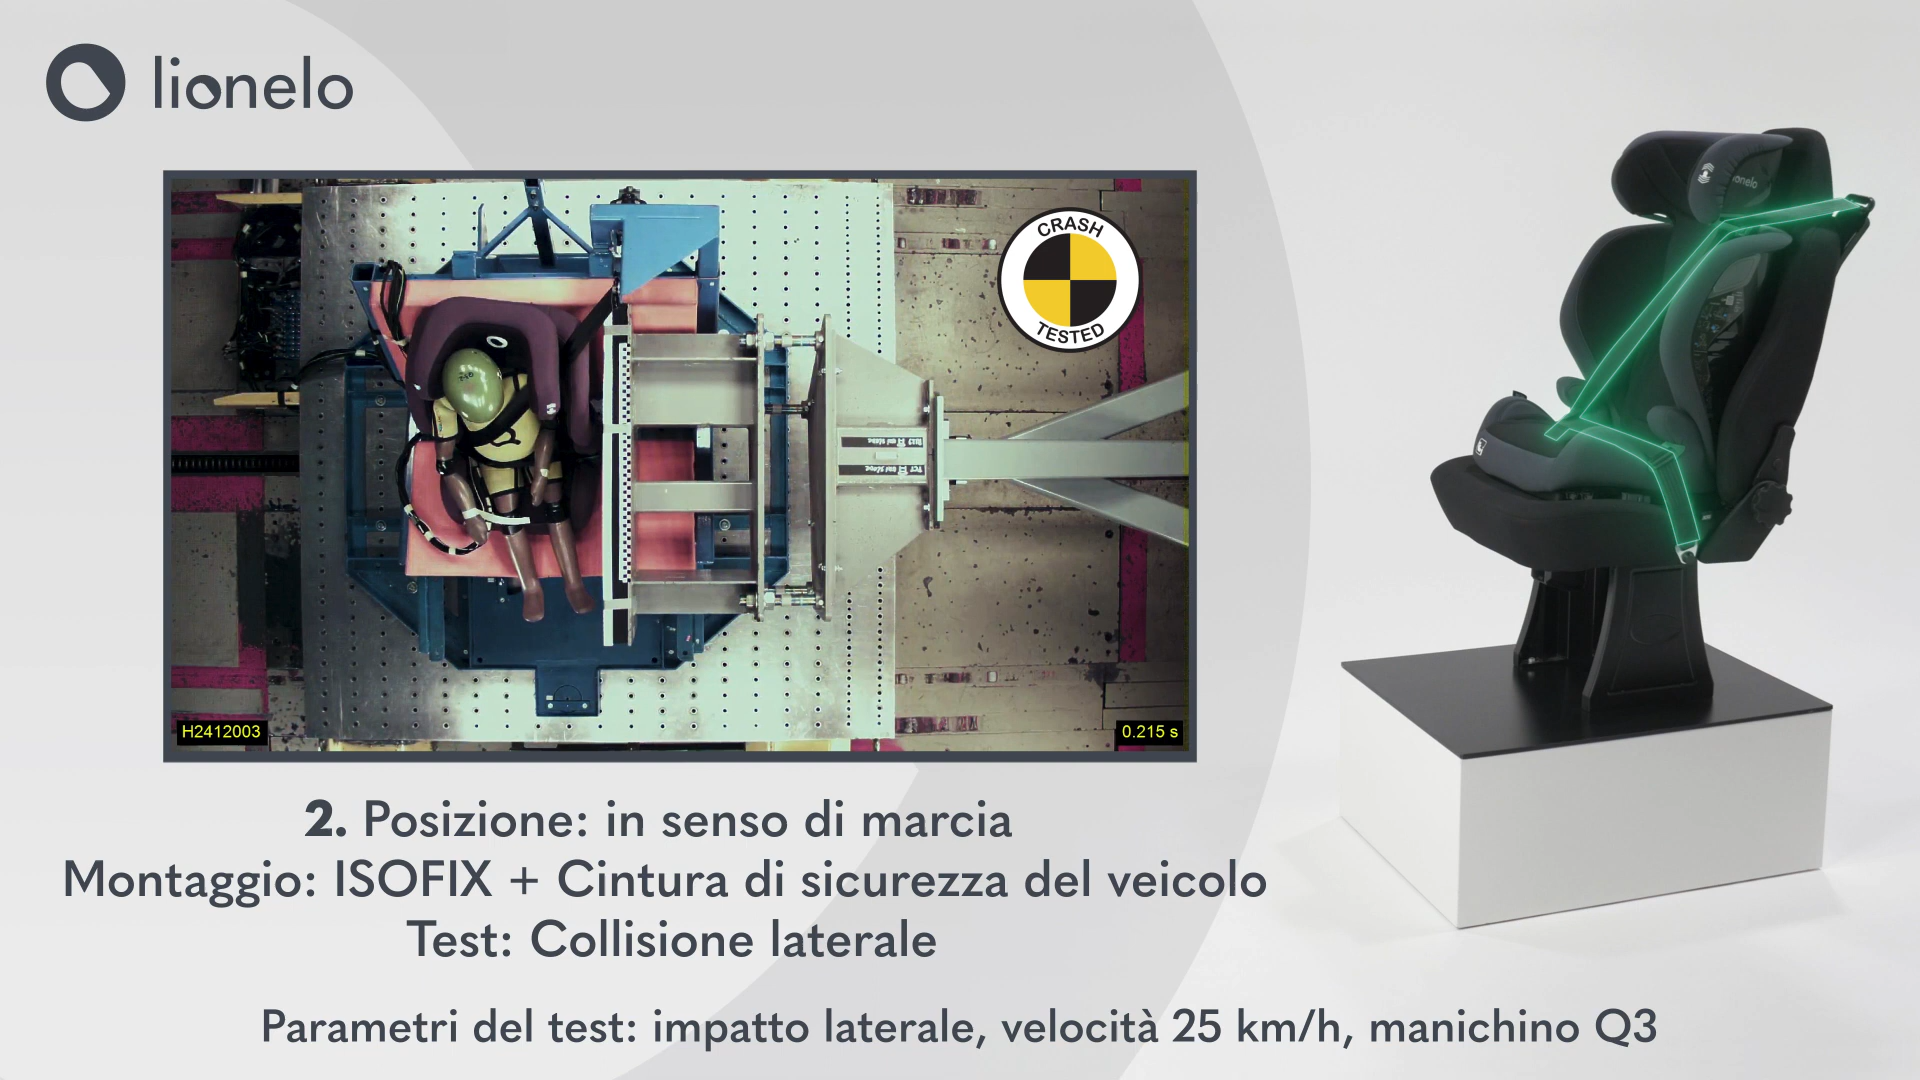 lionelo
CRASH
TESTED
lionelo
H2412003
0.215 s
2. Posizione: in senso di marcia
Montaggio: ISOFIX + Cintura di sicurezza del veicolo
Test: Collisione laterale
Parametri del test: impatto laterale, velocità 25 km/h, manichino Q3